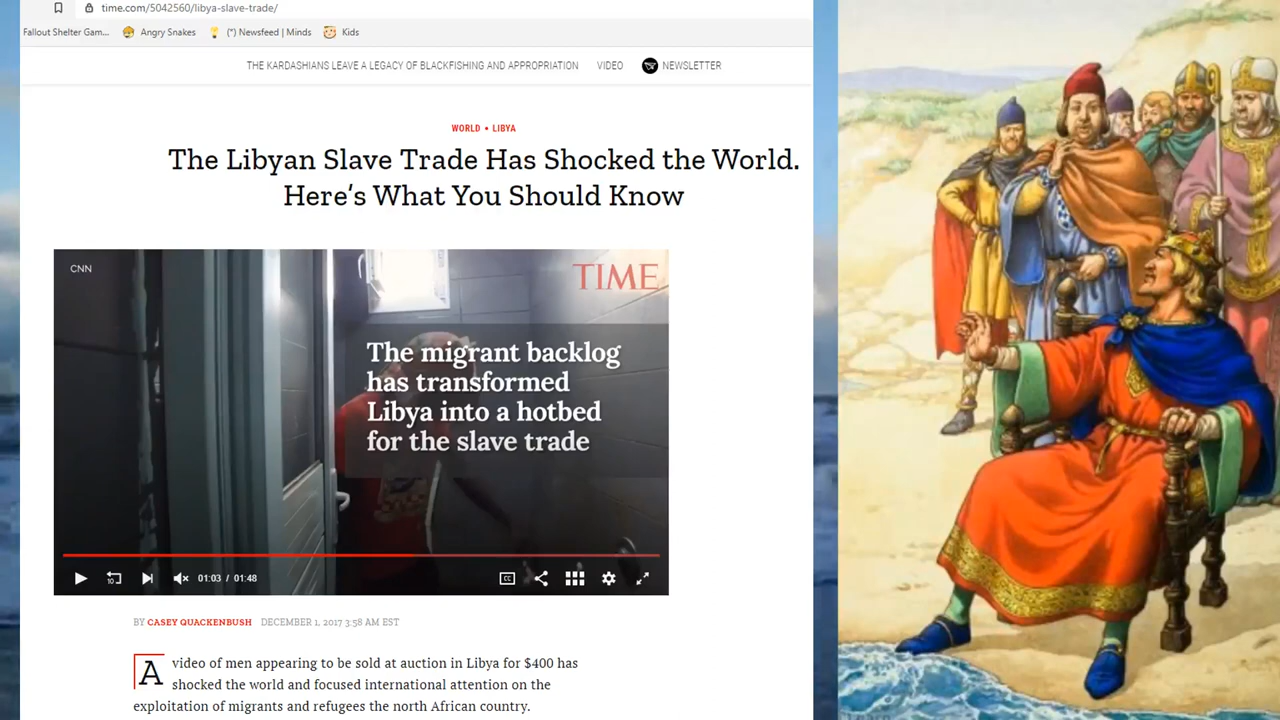 time.com/5042560/libya-slave-trade/
Fallout Shelter Gam... Angry Snakes (*) Newsfeed | Minds Kids
THE KARDASHIANS LEAVE A LEGACY OF BLACKFISHING AND APPROPRIATION VIDEO NEWSLETTER
WORLD • LIBYA
The Libyan Slave Trade Has Shocked the World.
Here's What You Should Know
CNN
TIME
The migrant backlog
has transformed
Libya into a hotbed
for the slave trade
10
01:03 / 01:48
CC
BY CASEY QUACKENBUSH DECEMBER 1, 2017 3:58 AM EST
A video of men appearing to be sold at auction in Libya for $400 has
shocked the world and focused international attention on the
exploitation of migrants and refugees the north African country.